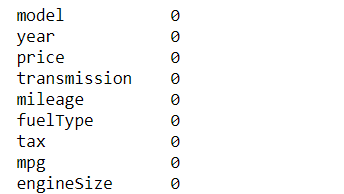 model 0
year 0
price 0
transmission 0
mileage 0
fuelType 0
tax 0
mpg 0
engineSize 0